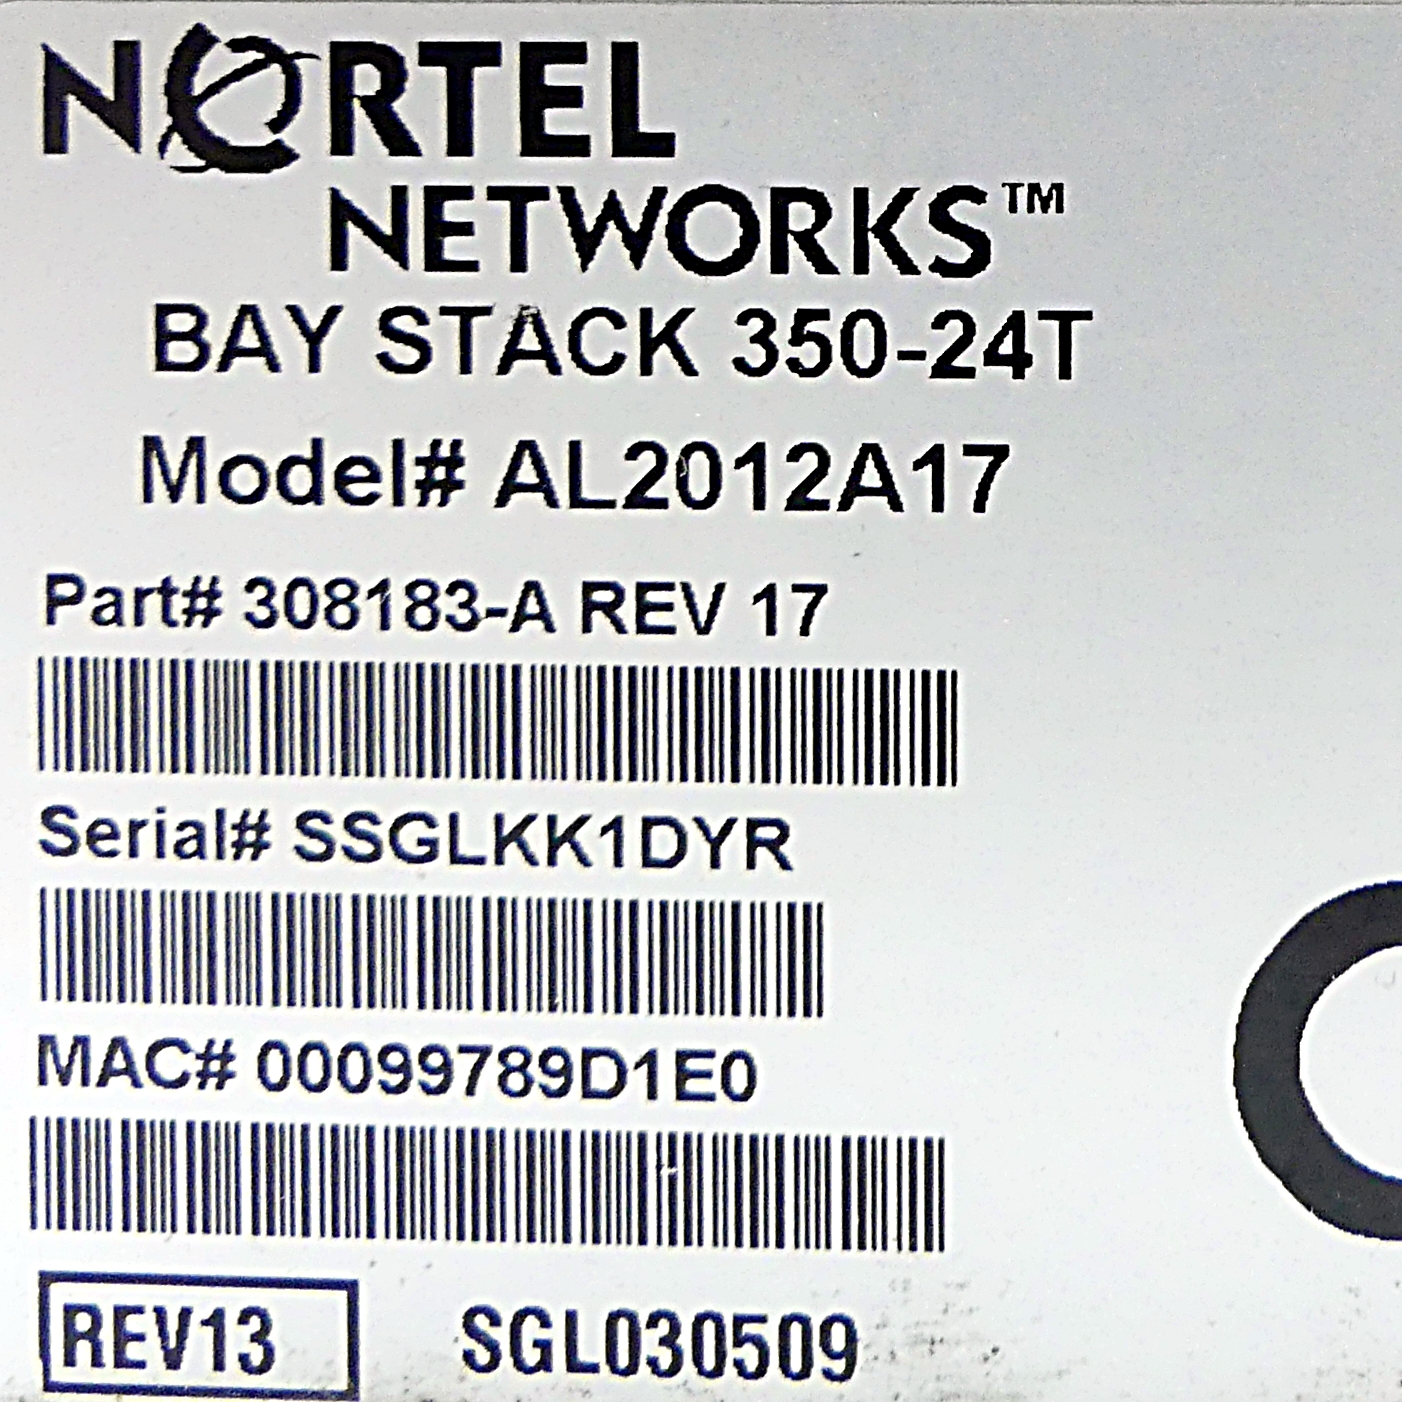 NORTEL
NETWORKS™
BAY STACK 350-24T
Model# AL2012A17
Part# 308183-A REV 17
Serial# SSGLKK1DYR
MAC# 00099789D1E0
REV13 SGL030509